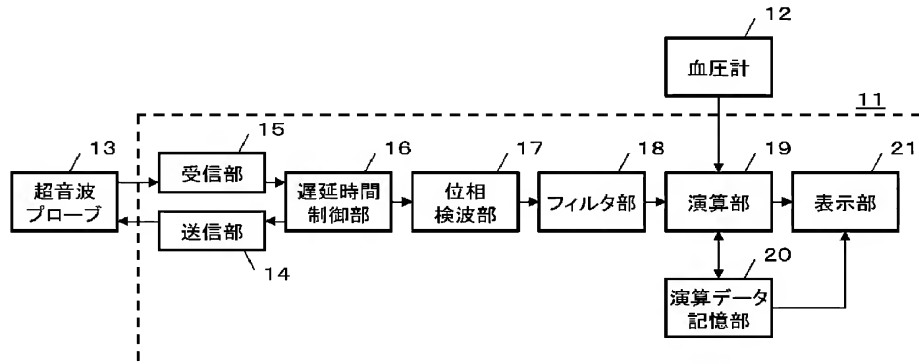 12
血圧計
11
13
超音波
プローブ
15
受信部
送信部
14
16
遅延時間
制御部
17
位相
検波部
18
フィルタ部
19
演算部
21
表示部
20
演算データ
記憶部